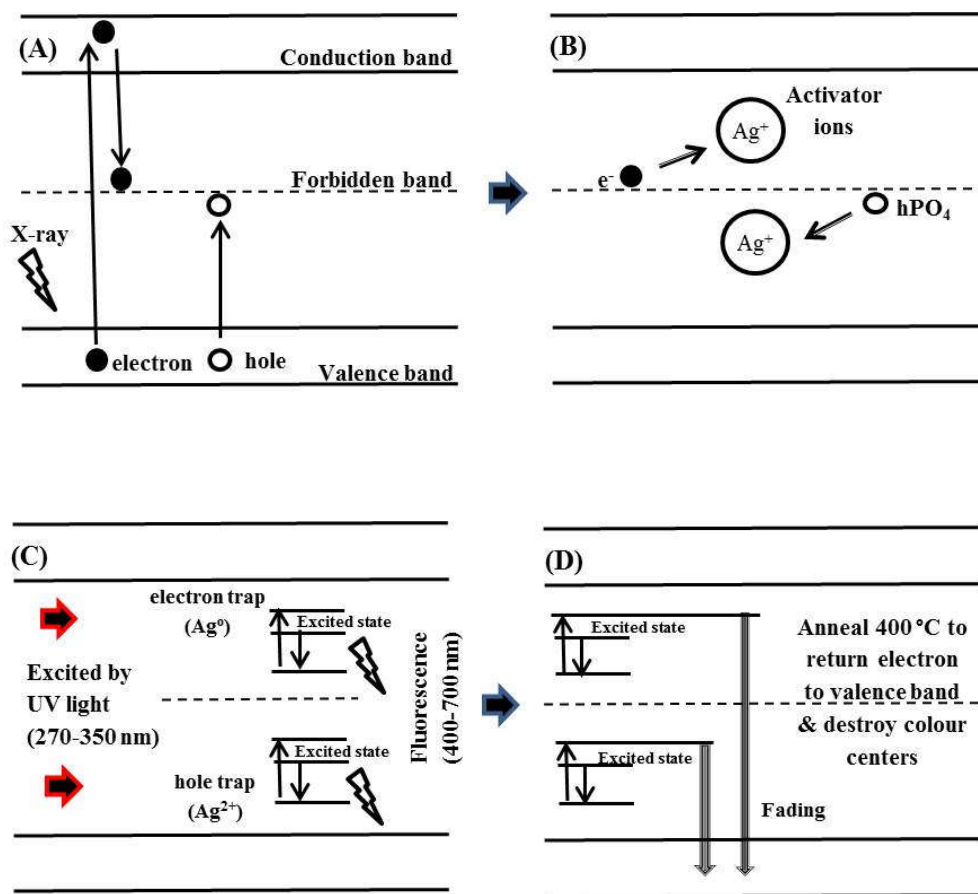 (A)
Conduction band
Forbidden band
X-ray
electron
hole
Valence band
(B)
Activator
ions
Ag⁺
e⁻
hPO₄
Ag⁺
(C)
electron trap
(Ag⁰)
Excited state
Excited by
UV light
(270-350 nm)
Fluorescence
(400-700 nm)
Excited state
hole trap
(Ag²⁺)
(D)
Excited state
Anneal 400 °C to
return electron
to valence band
& destroy colour
centers
Excited state
Fading